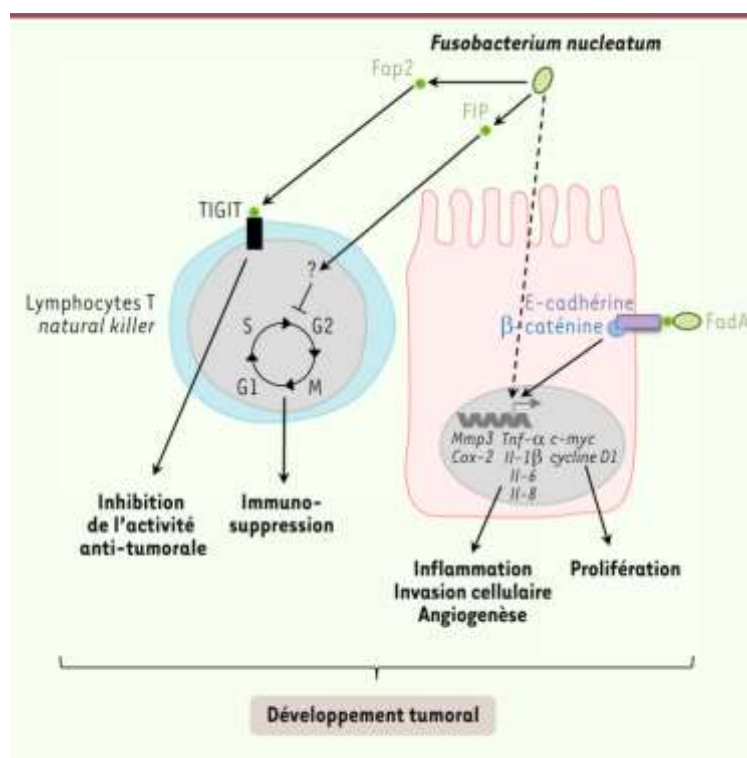 Fusobacterium nucleatum
Fap2
FIP
TIGIT
?
Lymphocytes T
natural killer
S G2
G1 M
E-cadhérine
β-caténine
FadA
Mmp3 Tnf-α c-myc
Cox-2 Il-1β cycline D1
Il-6
Il-8
Inhibition
de l'activité
anti-tumorale
Immuno-
suppression
Inflammation
Invasion cellulaire
Angiogenèse
Prolifération
Développement tumoral